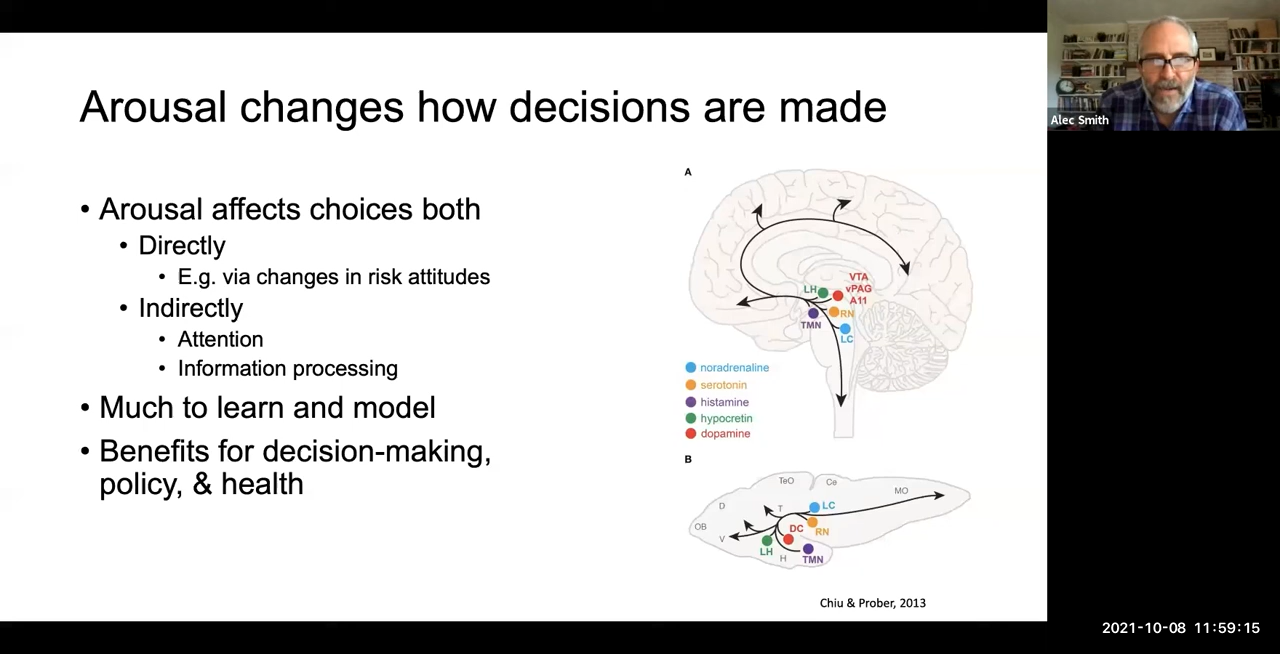 Arousal changes how decisions are made
• Arousal affects choices both
• Directly
• E.g. via changes in risk attitudes
• Indirectly
• Attention
• Information processing
• Much to learn and model
• Benefits for decision-making,
policy, & health
A
VTA
LH
vPAG
A11
RN
TMN
LC
noradrenaline
serotonin
histamine
hypocretin
dopamine
B
TeO
Ce
MO
D
T
LC
OB
DC
RN
V
LH
H
TMN
Chiu & Prober, 2013
Alec Smith
2021-10-08 11:59:15